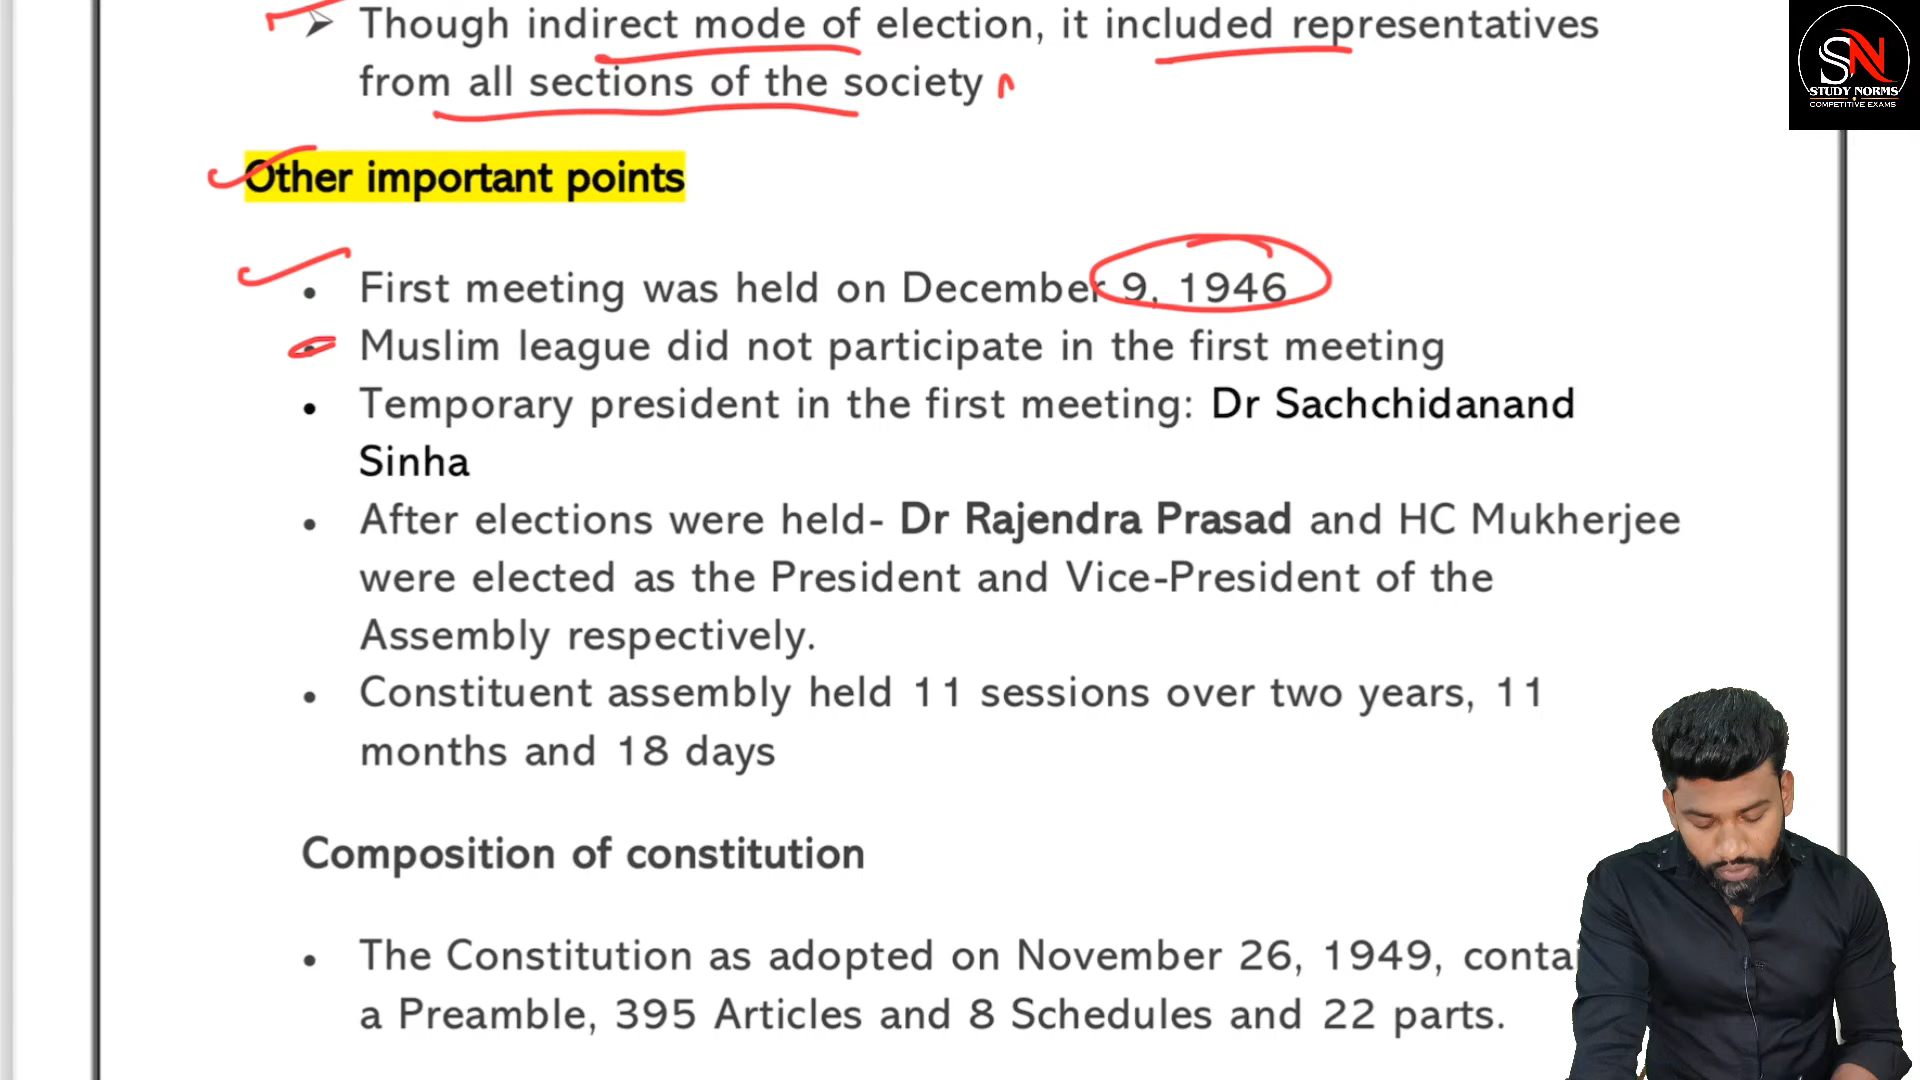 Though indirect mode of election, it included representatives
from all sections of the society
SN
STUDY NORMS
COMPETITIVE EXAMS
Other important points
First meeting was held on December 9, 1946
Muslim league did not participate in the first meeting
Temporary president in the first meeting: Dr Sachchidanand
Sinha
After elections were held- Dr Rajendra Prasad and HC Mukherjee
were elected as the President and Vice-President of the
Assembly respectively.
Constituent assembly held 11 sessions over two years, 11
months and 18 days
Composition of constitution
The Constitution as adopted on November 26, 1949,
a Preamble, 395 Articles and 8 Schedules and 22 parts.